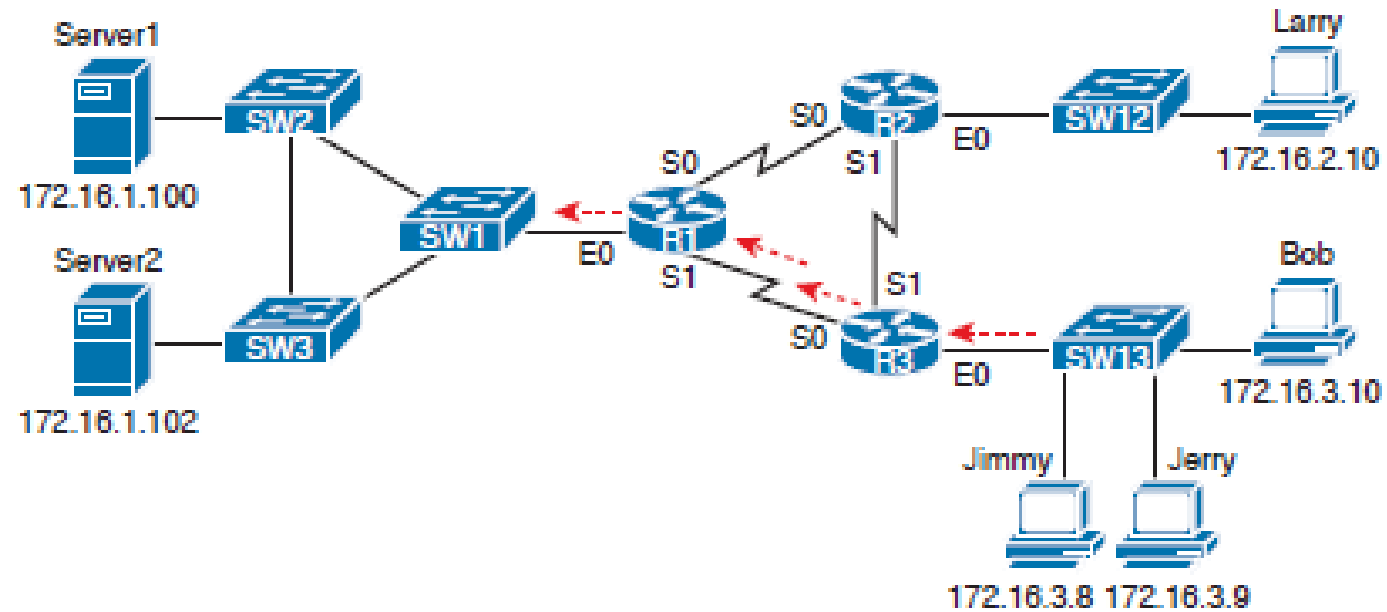 Server1
SW2
172.16.1.100
Server2
SW3
172.16.1.102
SW1
E0
R1
S0
S1
S0
R2
S1
E0
SW12
Larry
172.16.2.10
S1
S0
R3
E0
SW13
Bob
172.16.3.10
Jimmy
Jerry
172.16.3.8
172.16.3.9